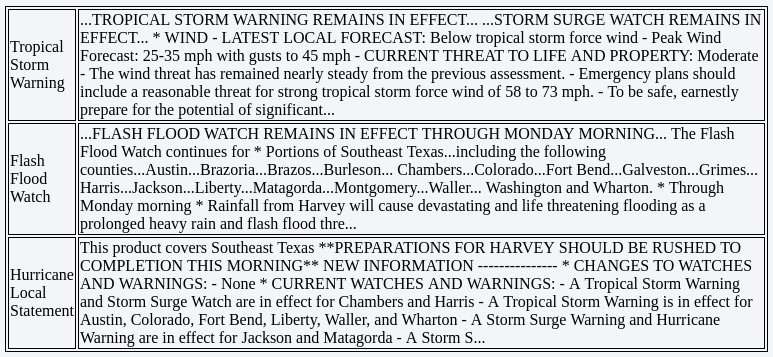 Tropical
Storm
Warning
...TROPICAL STORM WARNING REMAINS IN EFFECT... ...STORM SURGE WATCH REMAINS IN
EFFECT... * WIND - LATEST LOCAL FORECAST: Below tropical storm force wind - Peak Wind
Forecast: 25-35 mph with gusts to 45 mph - CURRENT THREAT TO LIFE AND PROPERTY: Moderate
- The wind threat has remained nearly steady from the previous assessment. - Emergency plans should
include a reasonable threat for strong tropical storm force wind of 58 to 73 mph. - To be safe, earnestly
prepare for the potential of significant...
Flash
Flood
Watch
...FLASH FLOOD WATCH REMAINS IN EFFECT THROUGH MONDAY MORNING... The Flash
Flood Watch continues for * Portions of Southeast Texas...including the following
counties...Austin...Brazoria...Brazos...Burleson... Chambers...Colorado...Fort Bend...Galveston...Grimes...
Harris...Jackson...Liberty...Matagorda...Montgomery...Waller... Washington and Wharton. * Through
Monday morning * Rainfall from Harvey will cause devastating and life threatening flooding as a
prolonged heavy rain and flash flood thre...
Hurricane
Local
Statement
This product covers Southeast Texas **PREPARATIONS FOR HARVEY SHOULD BE RUSHED TO
COMPLETION THIS MORNING** NEW INFORMATION --------------- * CHANGES TO WATCHES
AND WARNINGS: - None * CURRENT WATCHES AND WARNINGS: - A Tropical Storm Warning
and Storm Surge Watch are in effect for Chambers and Harris - A Tropical Storm Warning is in effect for
Austin, Colorado, Fort Bend, Liberty, Waller, and Wharton - A Storm Surge Warning and Hurricane
Warning are in effect for Jackson and Matagorda - A Storm S...